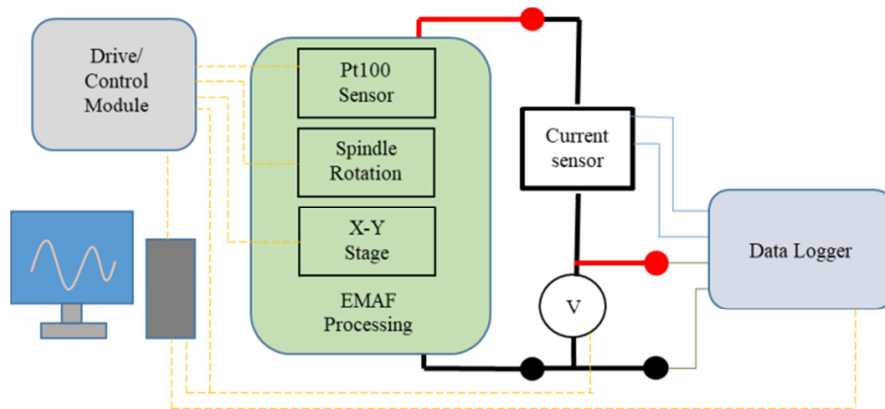 Drive/
Control
Module
Pt100
Sensor
Spindle
Rotation
X-Y
Stage
EMAF
Processing
Current
sensor
V
Data Logger